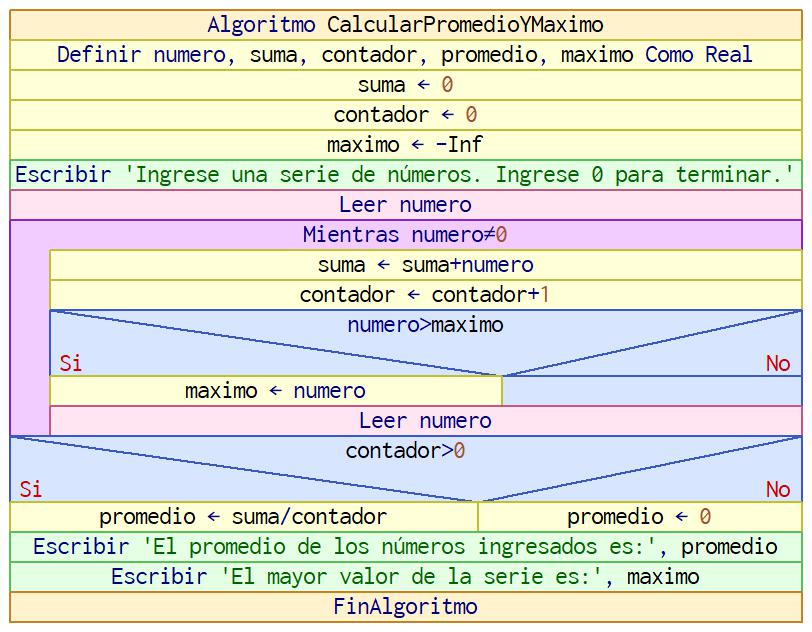 Algoritmo CalcularPromedioYMaximo
Definir numero, suma, contador, promedio, maximo Como Real
suma ← 0
contador ← 0
maximo ← -Inf
Escribir 'Ingrese una serie de números. Ingrese 0 para terminar.'
Leer numero
Mientras numero≠0
suma ← suma+numero
contador ← contador+1
numero>maximo
Si No
maximo ← numero
Leer numero
contador>0
Si No
promedio ← suma/contador promedio ← 0
Escribir 'El promedio de los números ingresados es:', promedio
Escribir 'El mayor valor de la serie es:', maximo
FinAlgoritmo